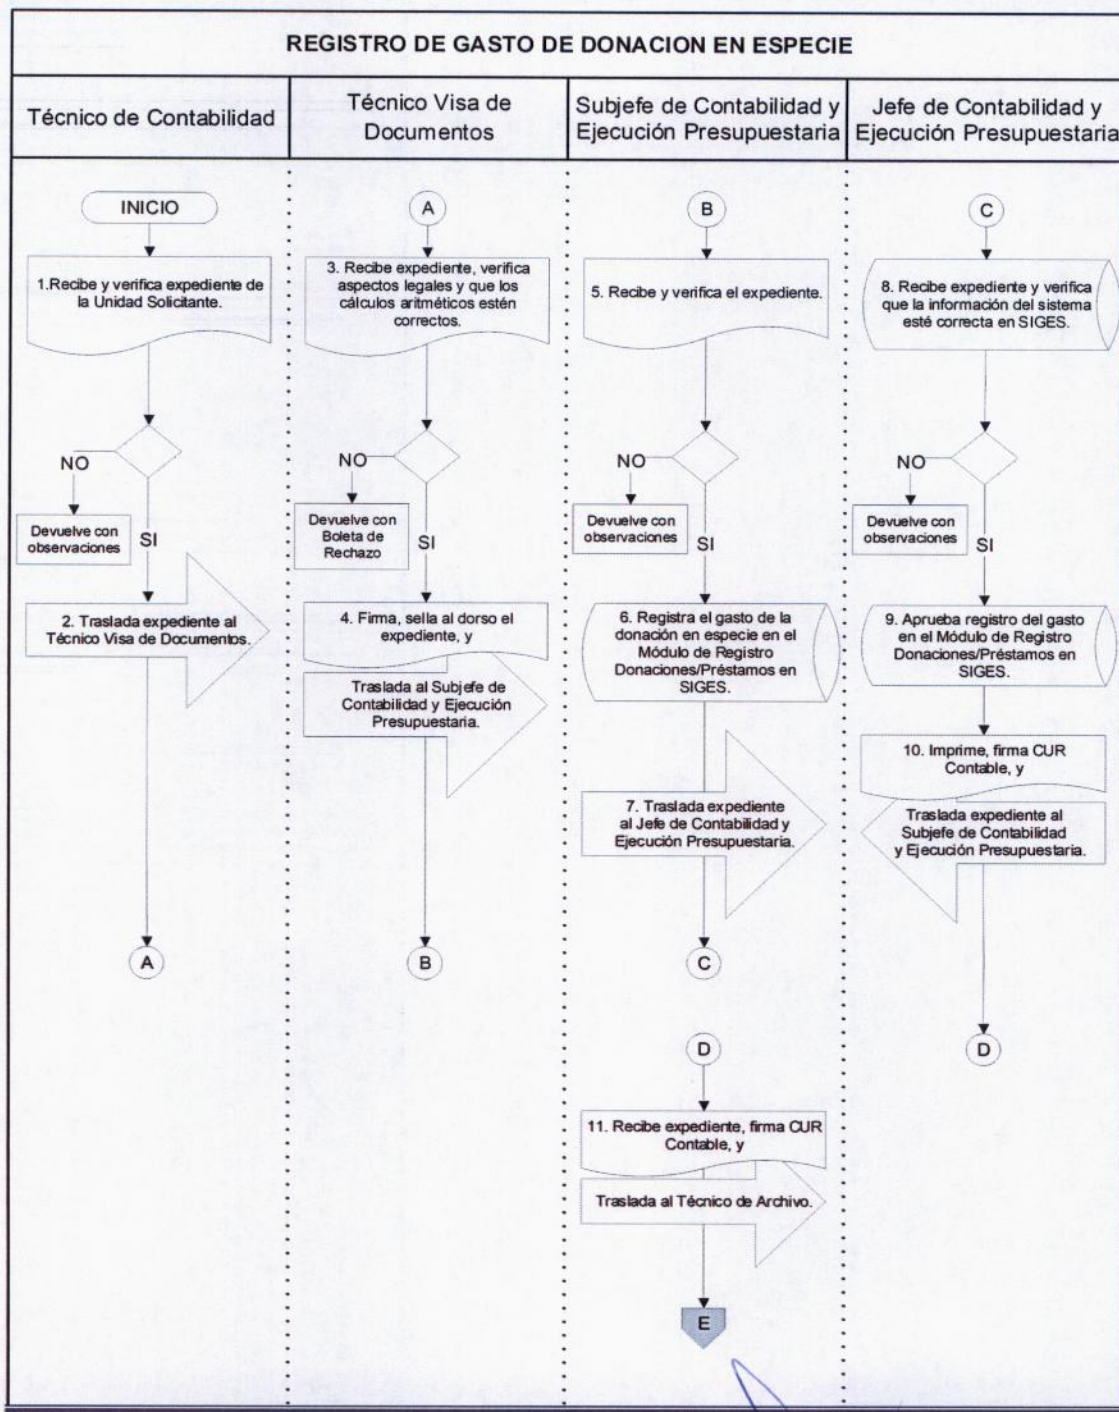 REGISTRO DE GASTO DE DONACION EN ESPECIE
Técnico de Contabilidad
Técnico Visa de
Documentos
Subjefe de Contabilidad y
Ejecución Presupuestaria
Jefe de Contabilidad y
Ejecución Presupuestaria
INICIO
1.Recibe y verifica expediente de
la Unidad Solicitante.
NO
Devuelve con
observaciones
SI
2. Traslada expediente al
Técnico Visa de Documentos.
A
A
3. Recibe expediente, verifica
aspectos legales y que los
cálculos aritméticos estén
correctos.
NO
Devuelve con
Boleta de
Rechazo
SI
4. Firma, sella al dorso el
expediente, y
Traslada al Subjefe de
Contabilidad y Ejecución
Presupuestaria.
B
B
5. Recibe y verifica el expediente.
NO
Devuelve con
observaciones
SI
6. Registra el gasto de la
donación en especie en el
Módulo de Registro
Donaciones/Préstamos en
SIGES.
7. Traslada expediente
al Jefe de Contabilidad y
Ejecución Presupuestaria.
C
C
8. Recibe expediente y verifica
que la información del sistema
esté correcta en SIGES.
NO
Devuelve con
observaciones
SI
9. Aprueba registro del gasto
en el Módulo de Registro
Donaciones/Préstamos en
SIGES.
10. Imprime, firma CUR
Contable, y
Traslada expediente al
Subjefe de Contabilidad
y Ejecución Presupuestaria.
D
D
11. Recibe expediente, firma CUR
Contable, y
Traslada al Técnico de Archivo.
E